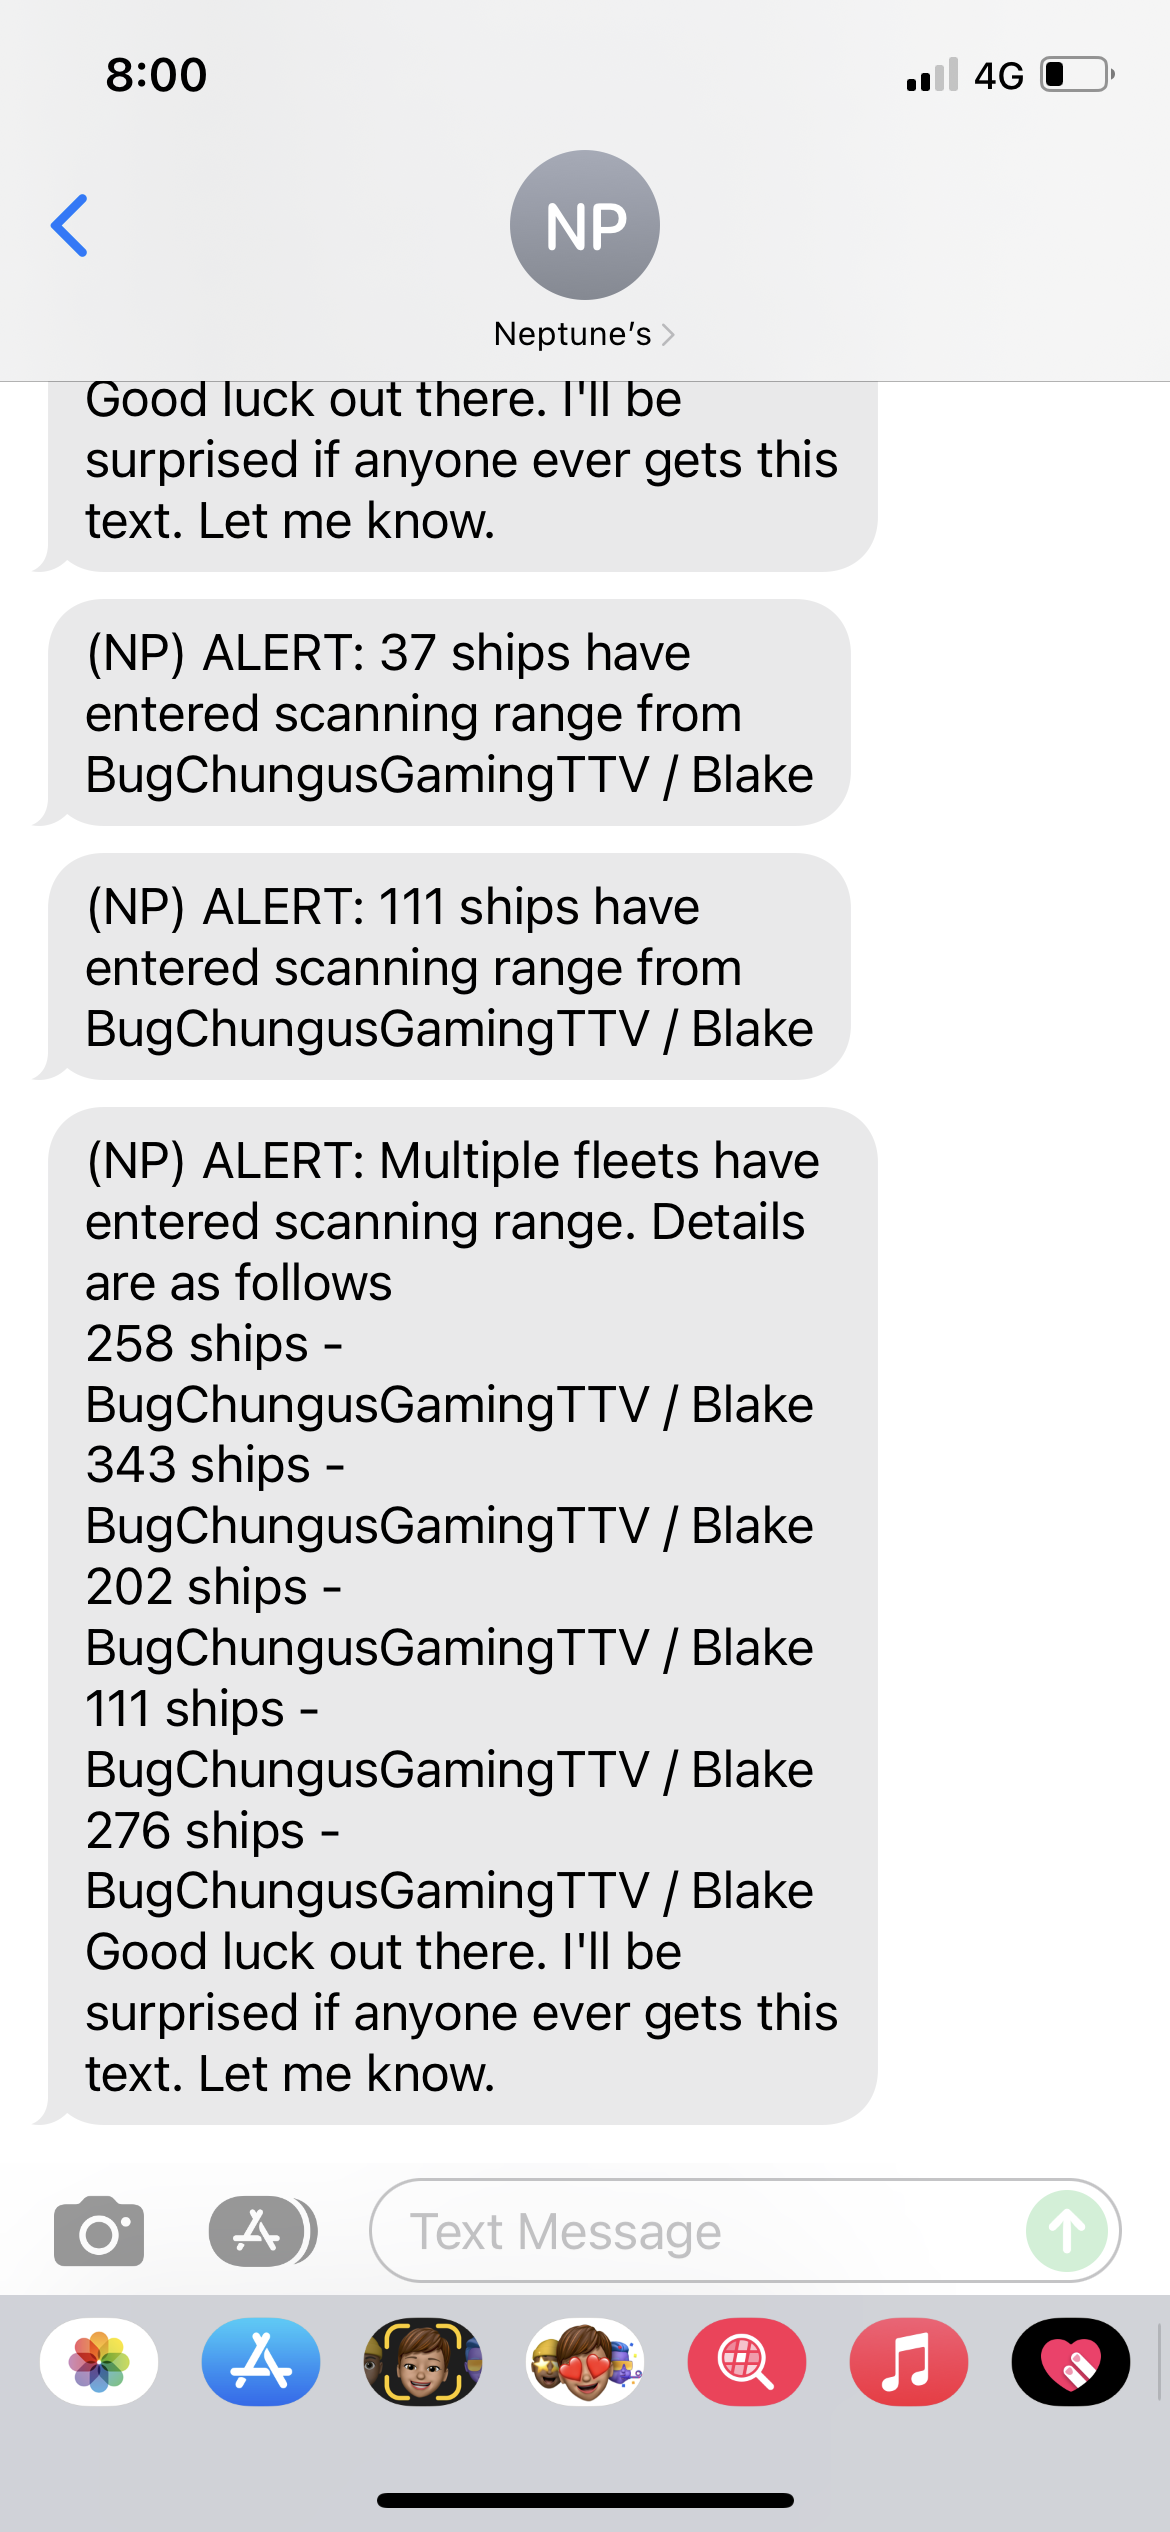 8:00
4G
NP
Neptune’s
Good luck out there. I'll be
surprised if anyone ever gets this
text. Let me know.
(NP) ALERT: 37 ships have
entered scanning range from
BugChungusGamingTTV / Blake
(NP) ALERT: 111 ships have
entered scanning range from
BugChungusGamingTTV / Blake
(NP) ALERT: Multiple fleets have
entered scanning range. Details
are as follows
258 ships -
BugChungusGamingTTV / Blake
343 ships -
BugChungusGamingTTV / Blake
202 ships -
BugChungusGamingTTV / Blake
111 ships -
BugChungusGamingTTV / Blake
276 ships -
BugChungusGamingTTV / Blake
Good luck out there. I'll be
surprised if anyone ever gets this
text. Let me know.
Text Message